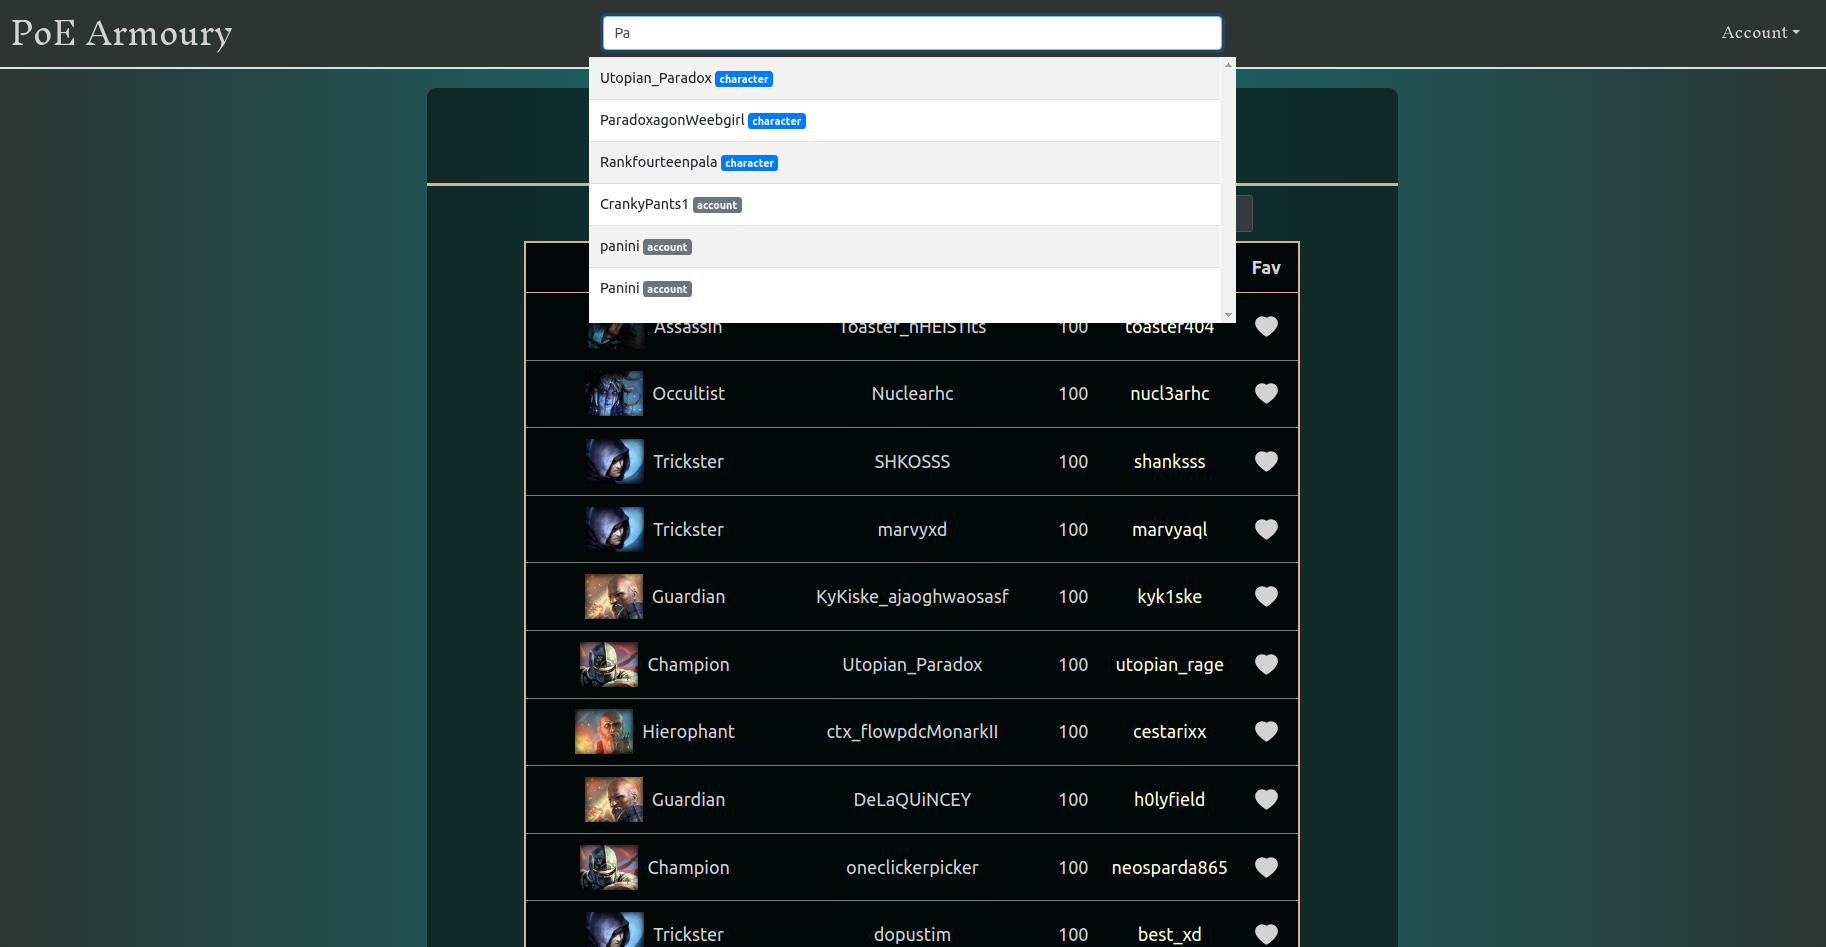 PoE Armoury
Pa
Account
Utopian_Paradox character
ParadoxagonWeebgirl character
Rankfourteenpala character
CrankyPants1 account
panini account
Panini account
Fav
Assassin Toaster_nHEISTIts 100 toaster404
Occultist Nuclearhc 100 nucl3arhc
Trickster SHKOSSS 100 shanksss
Trickster marvyxd 100 marvyaql
Guardian KyKiske_ajaoghwaosasf 100 kyk1ske
Champion Utopian_Paradox 100 utopian_rage
Hierophant ctx_flowpdcMonarkII 100 cestarixx
Guardian DeLaQUiNCEY 100 h0lyfield
Champion oneclickerpicker 100 neosparda865
Trickster dopustim 100 best_xd